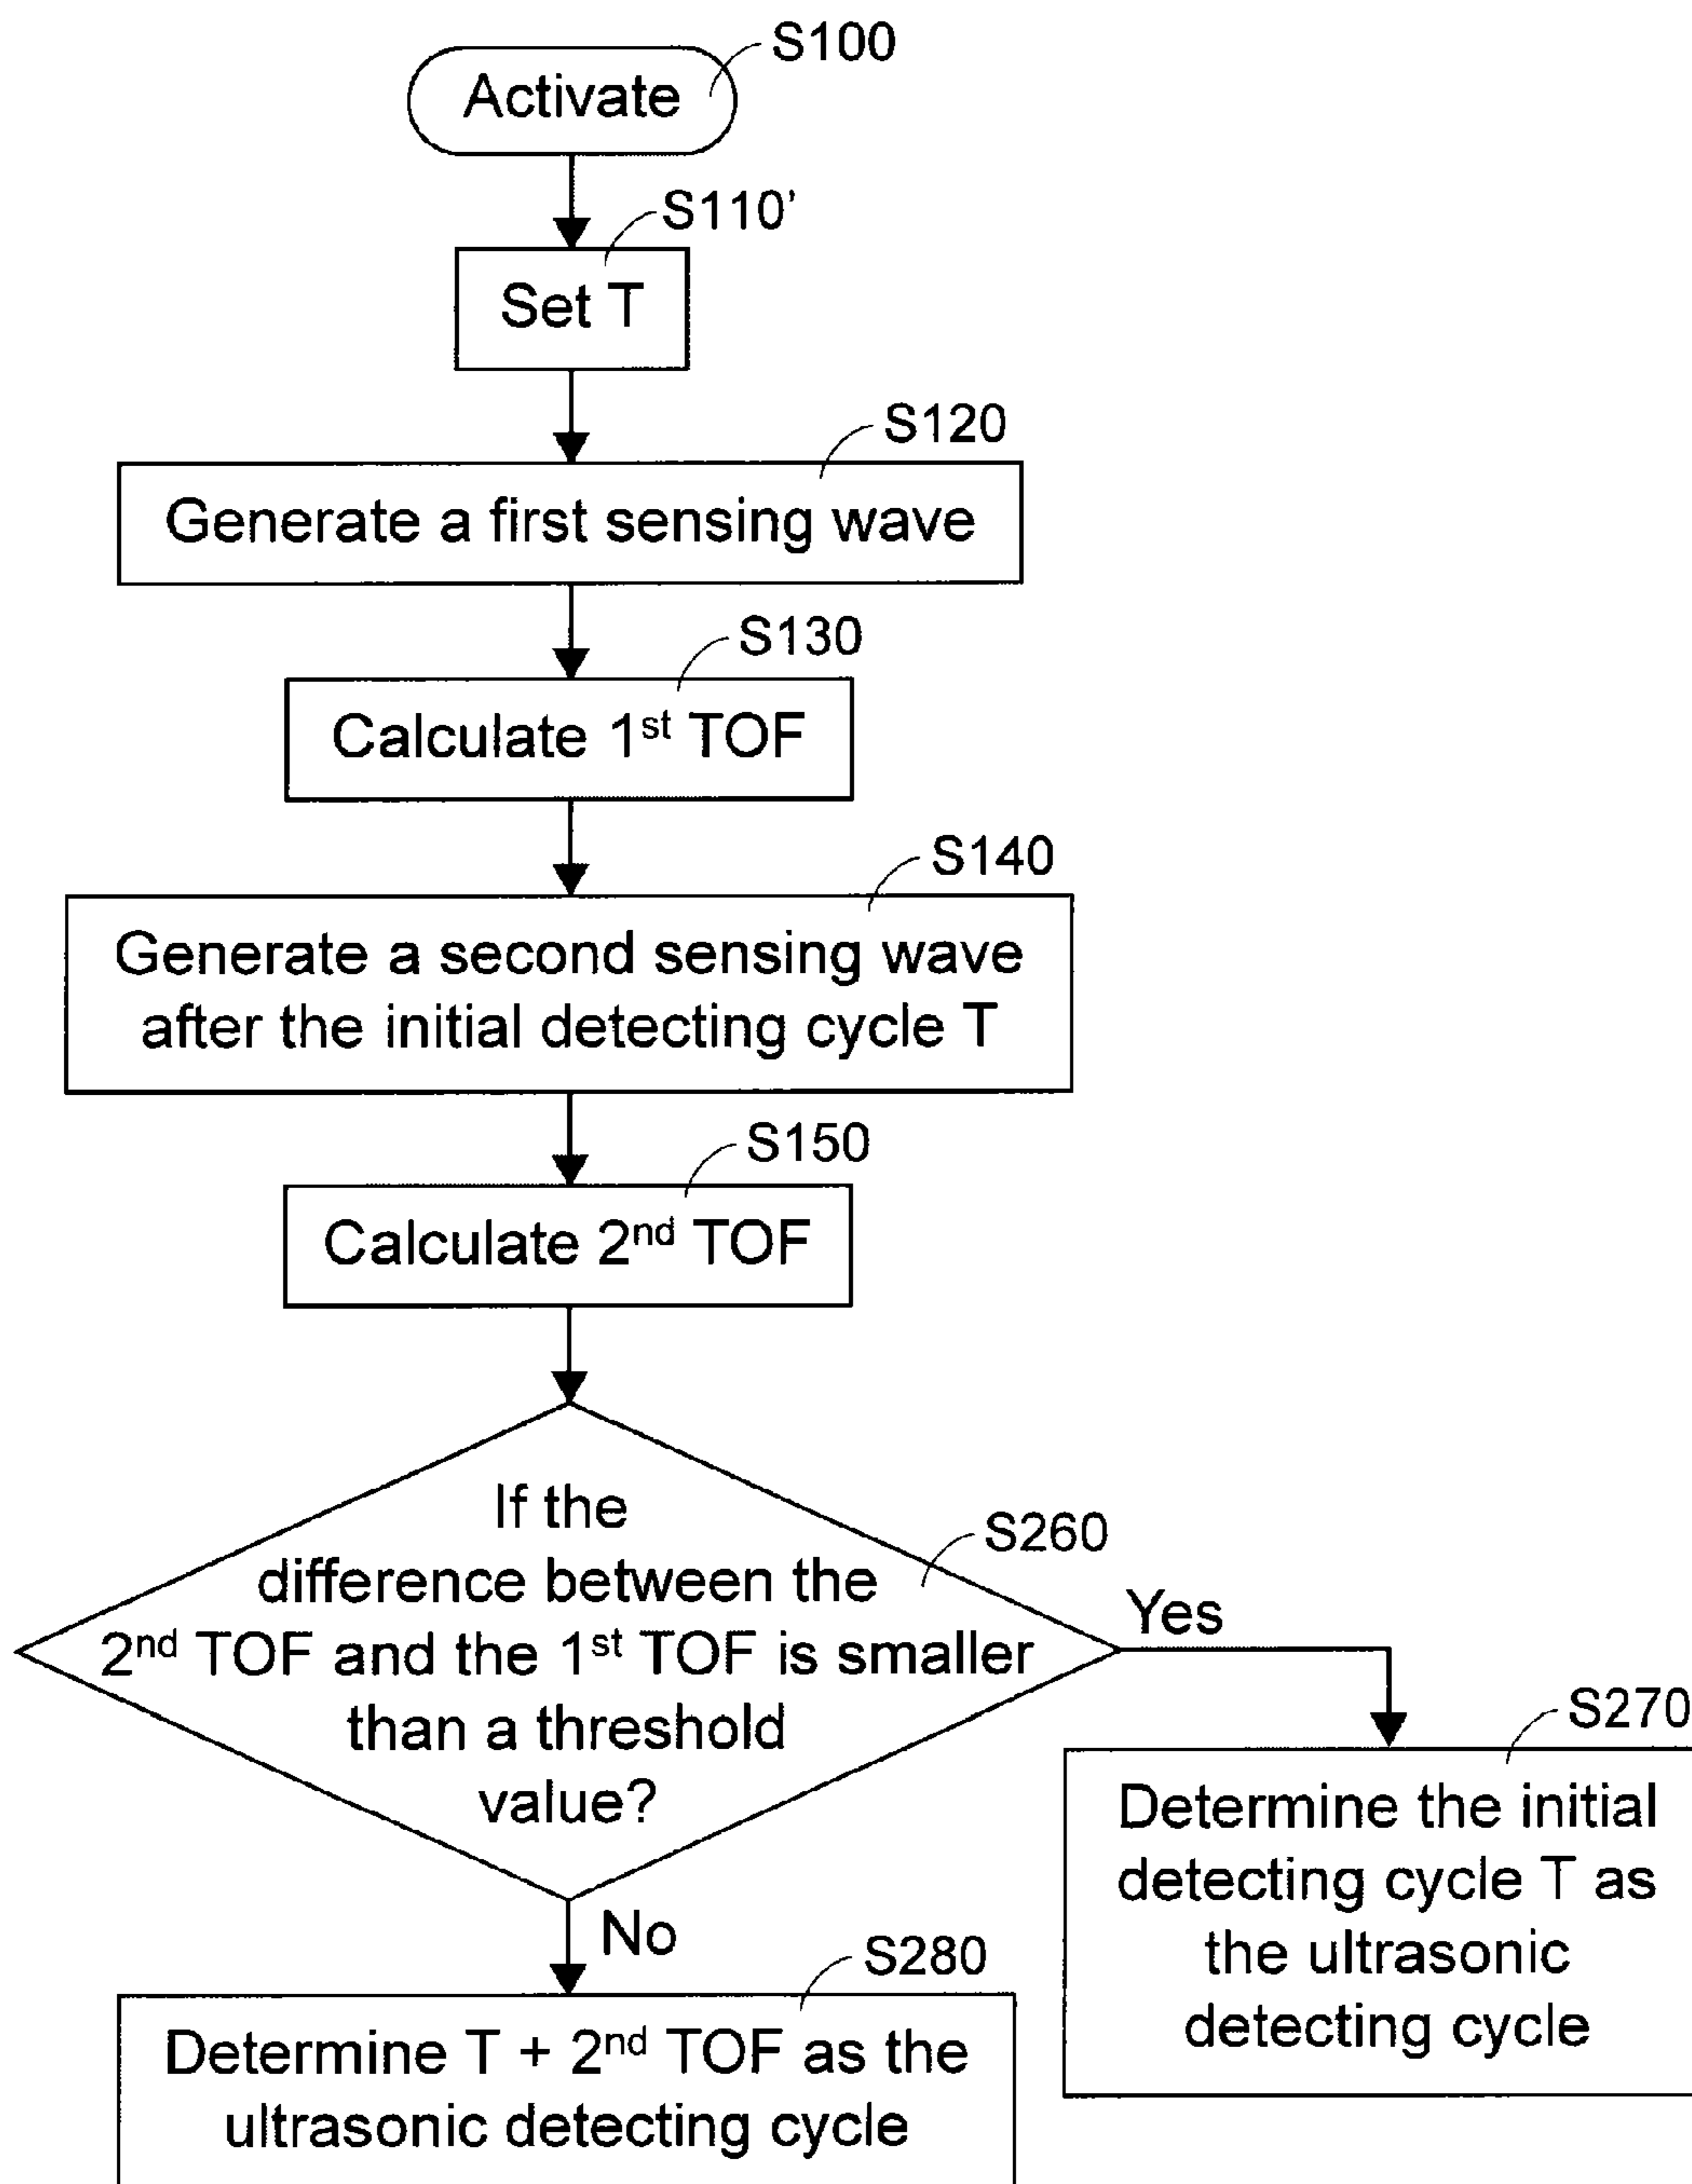 S100
Activate
S110’
Set T
S120
Generate a first sensing wave
S130
Calculate 1st TOF
S140
Generate a second sensing wave
after the initial detecting cycle T
S150
Calculate 2nd TOF
If the
S260
difference between the
Yes
2nd TOF and the 1st TOF is smaller
than a threshold
value?
S270
Determine the initial
detecting cycle T as
the ultrasonic
detecting cycle
No
S280
Determine T + 2nd TOF as the
ultrasonic detecting cycle